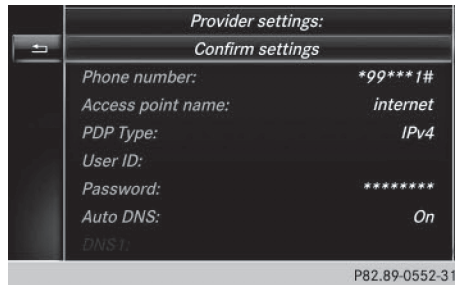 Provider settings:
Confirm settings
Phone number: *99***1#
Access point name: internet
PDP Type: IPv4
User ID:
Password: ********
Auto DNS: On
DNS1:
P82.89-0552-31